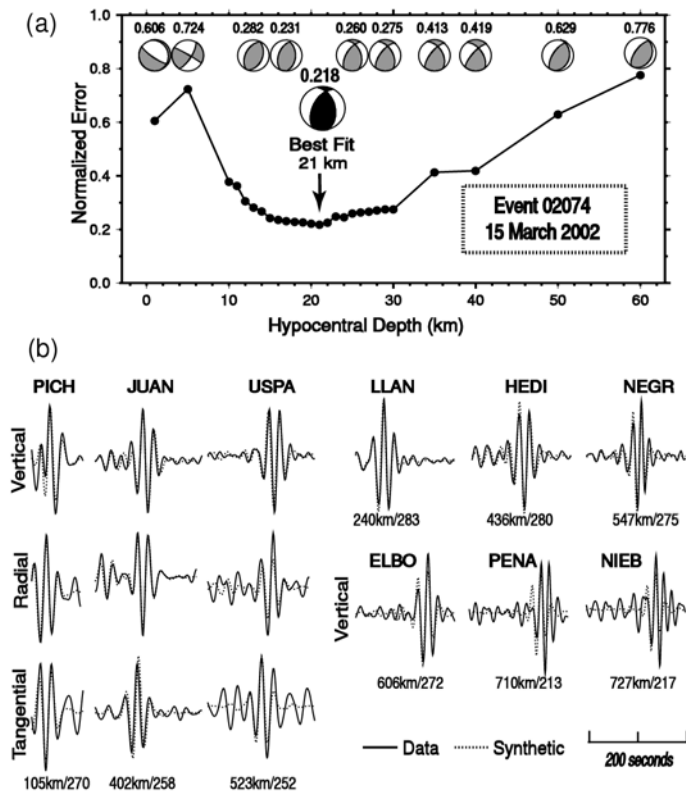 (a)
0.606 0.724 0.282 0.231 0.260 0.275 0.413 0.419 0.629 0.776
0.218
Best Fit
21 km
Normalized Error
1.0
0.8
0.6
0.4
0.2
0.0
Event 02074
15 March 2002
0 10 20 30 40 50 60
Hypocentral Depth (km)
(b)
PICH JUAN USPA LLAN HEDI NEGR
Vertical
240km/283 436km/280 547km/275
Radial
ELBO PENA NIEB
Vertical
606km/272 710km/213 727km/217
Tangential
105km/270 402km/258 523km/252
Data Synthetic
200 seconds